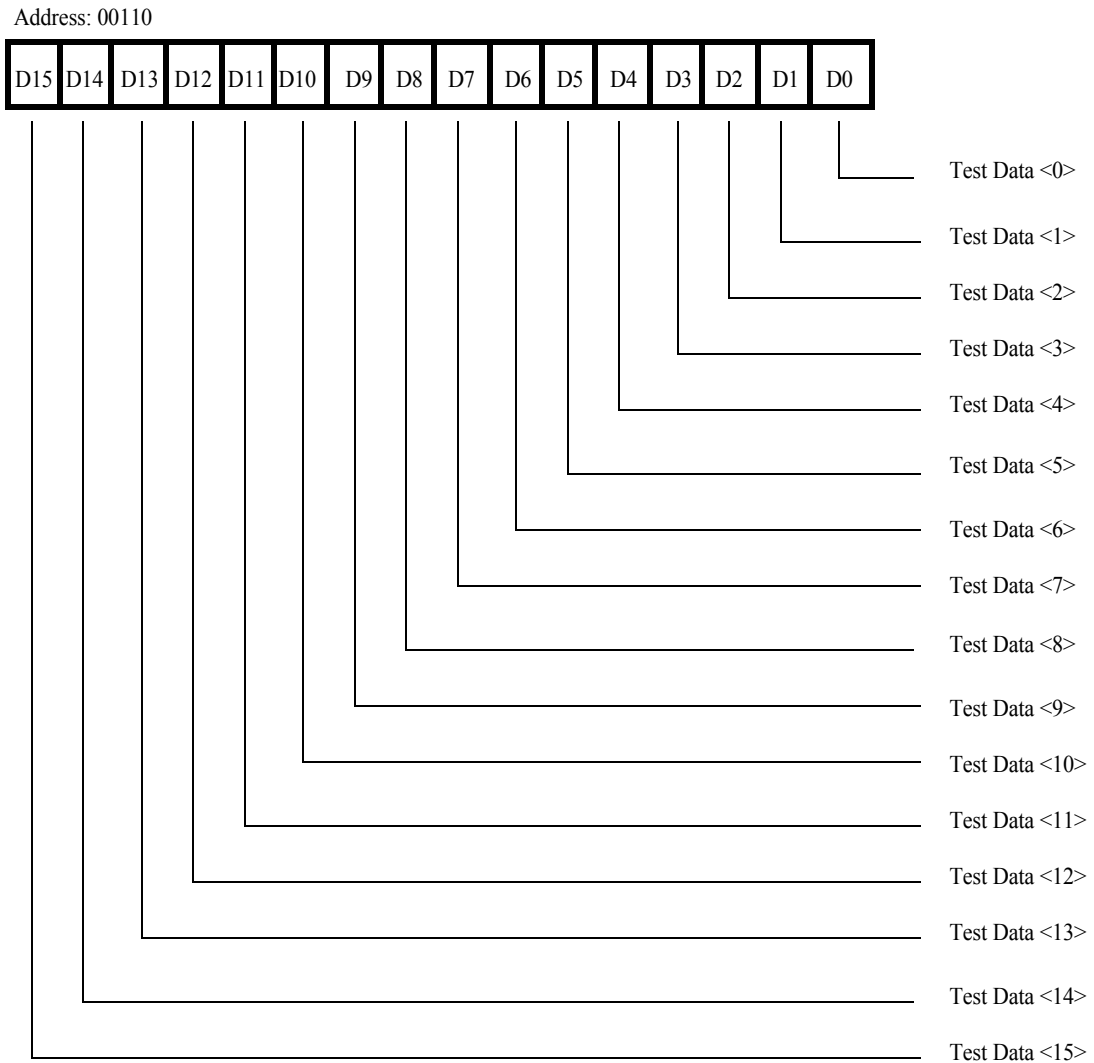 Address: 00110
D15 D14 D13 D12 D11 D10 D9 D8 D7 D6 D5 D4 D3 D2 D1 D0
Test Data <0>
Test Data <1>
Test Data <2>
Test Data <3>
Test Data <4>
Test Data <5>
Test Data <6>
Test Data <7>
Test Data <8>
Test Data <9>
Test Data <10>
Test Data <11>
Test Data <12>
Test Data <13>
Test Data <14>
Test Data <15>